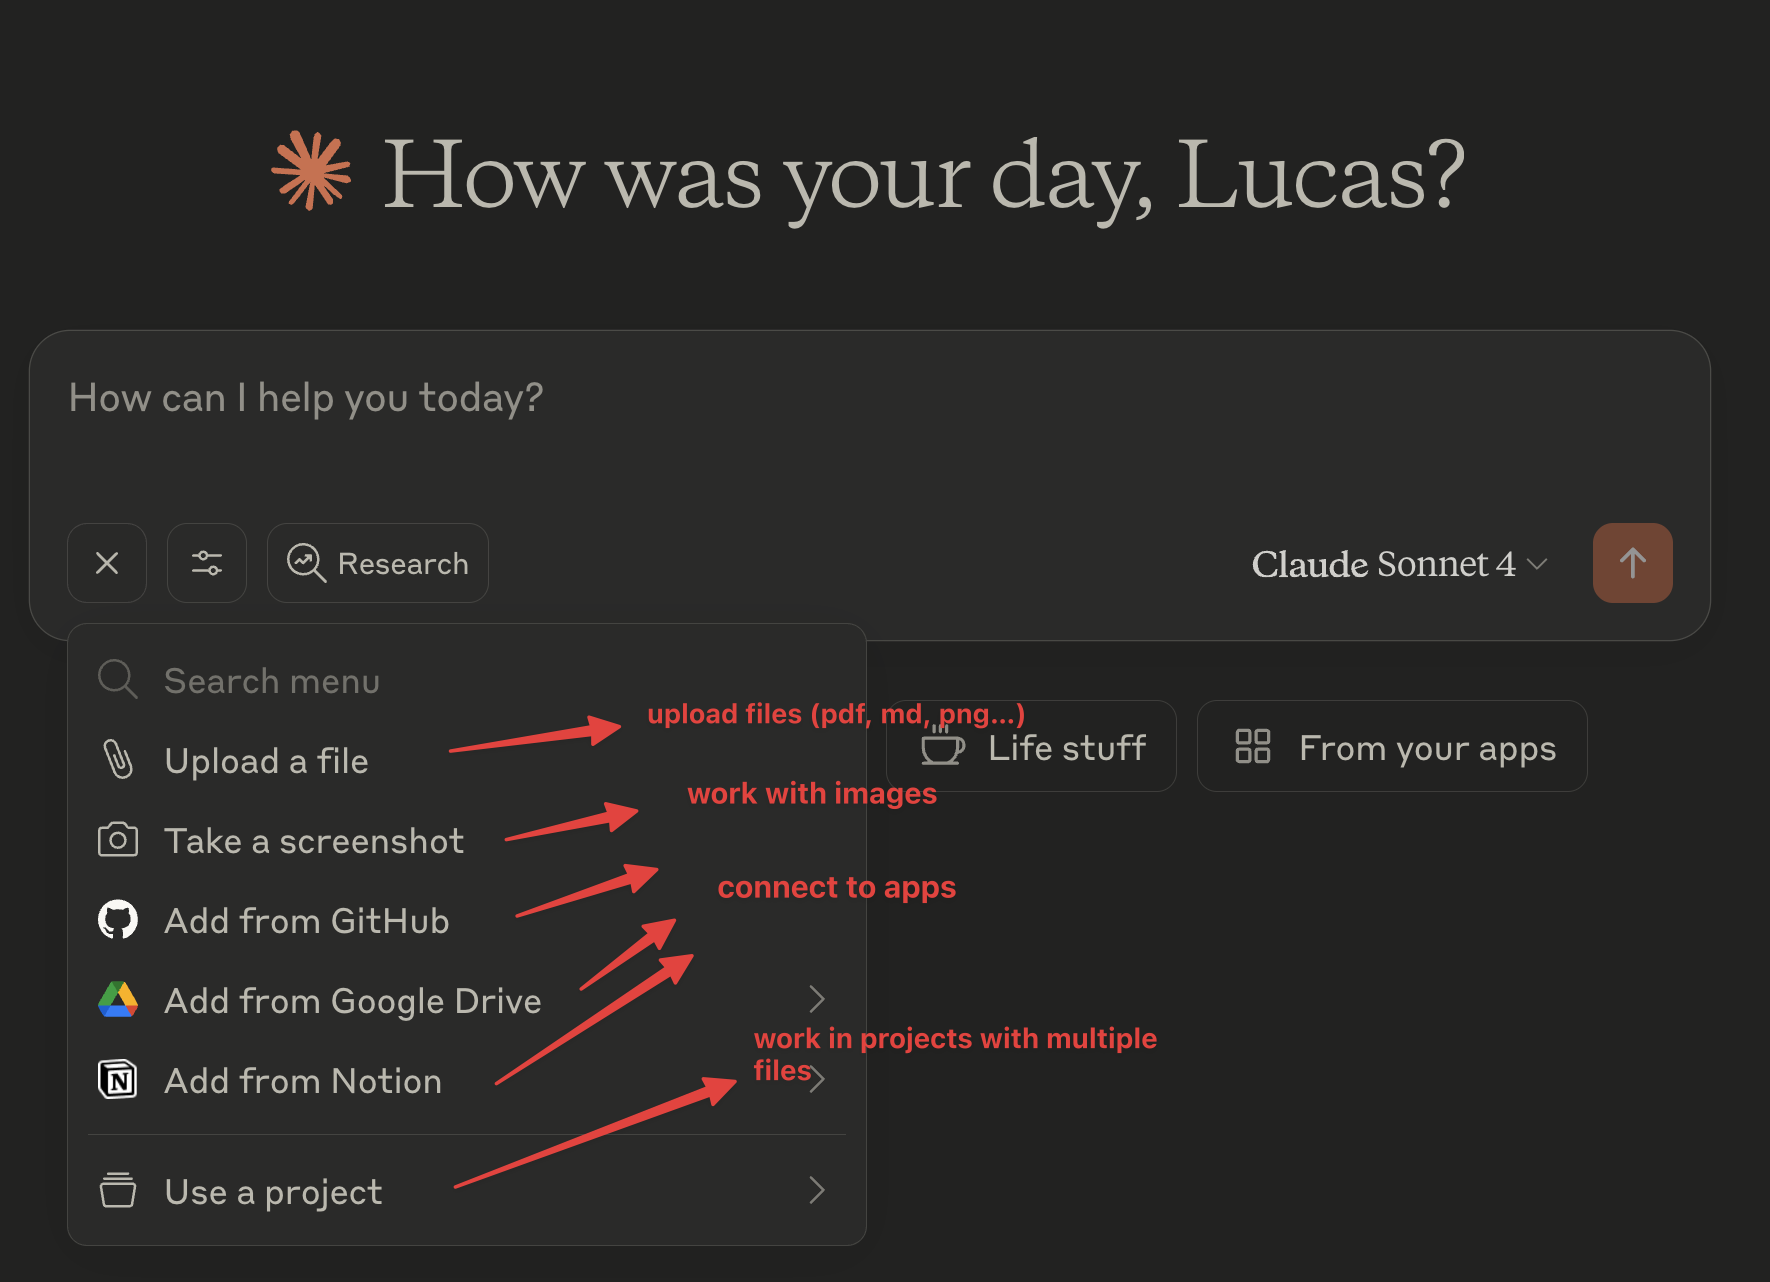 How was your day, Lucas?
How can I help you today?
Research
Claude Sonnet 4
Search menu
upload files (pdf, md, png...)
Upload a file
Life stuff
From your apps
work with images
Take a screenshot
connect to apps
Add from GitHub
Add from Google Drive
work in projects with multiple
files
Add from Notion
Use a project